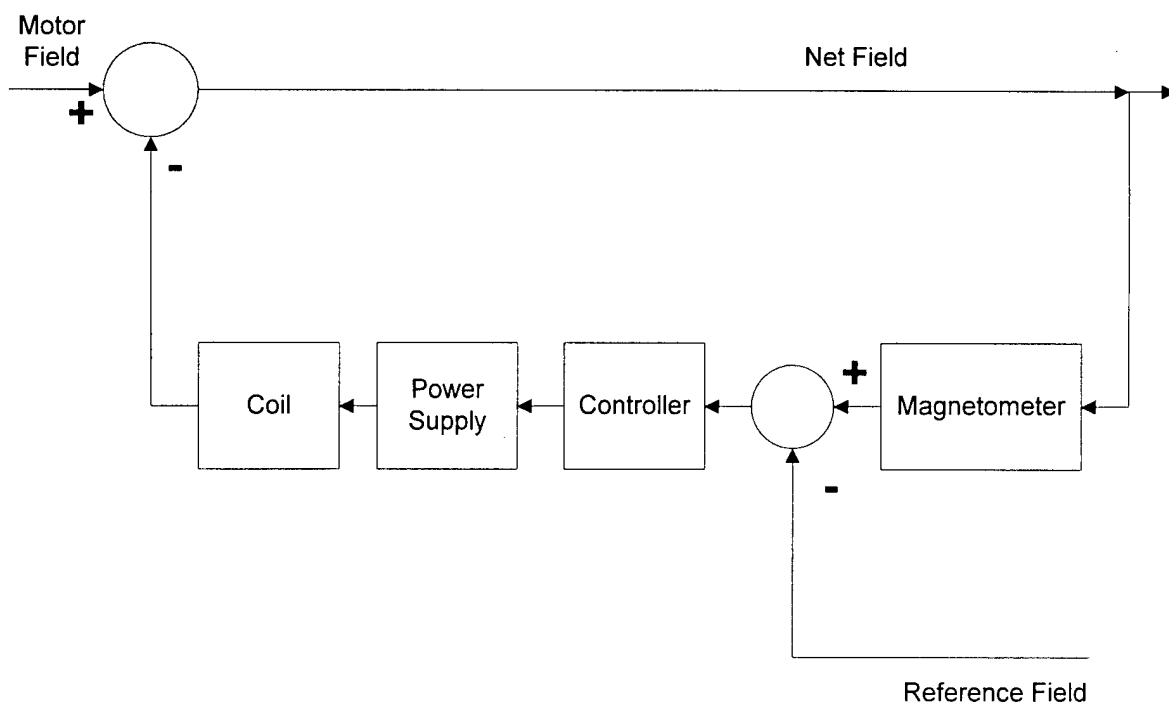 Motor
Field
Net Field
+
-
Coil
Power
Supply
Controller
+
Magnetometer
-
Reference Field